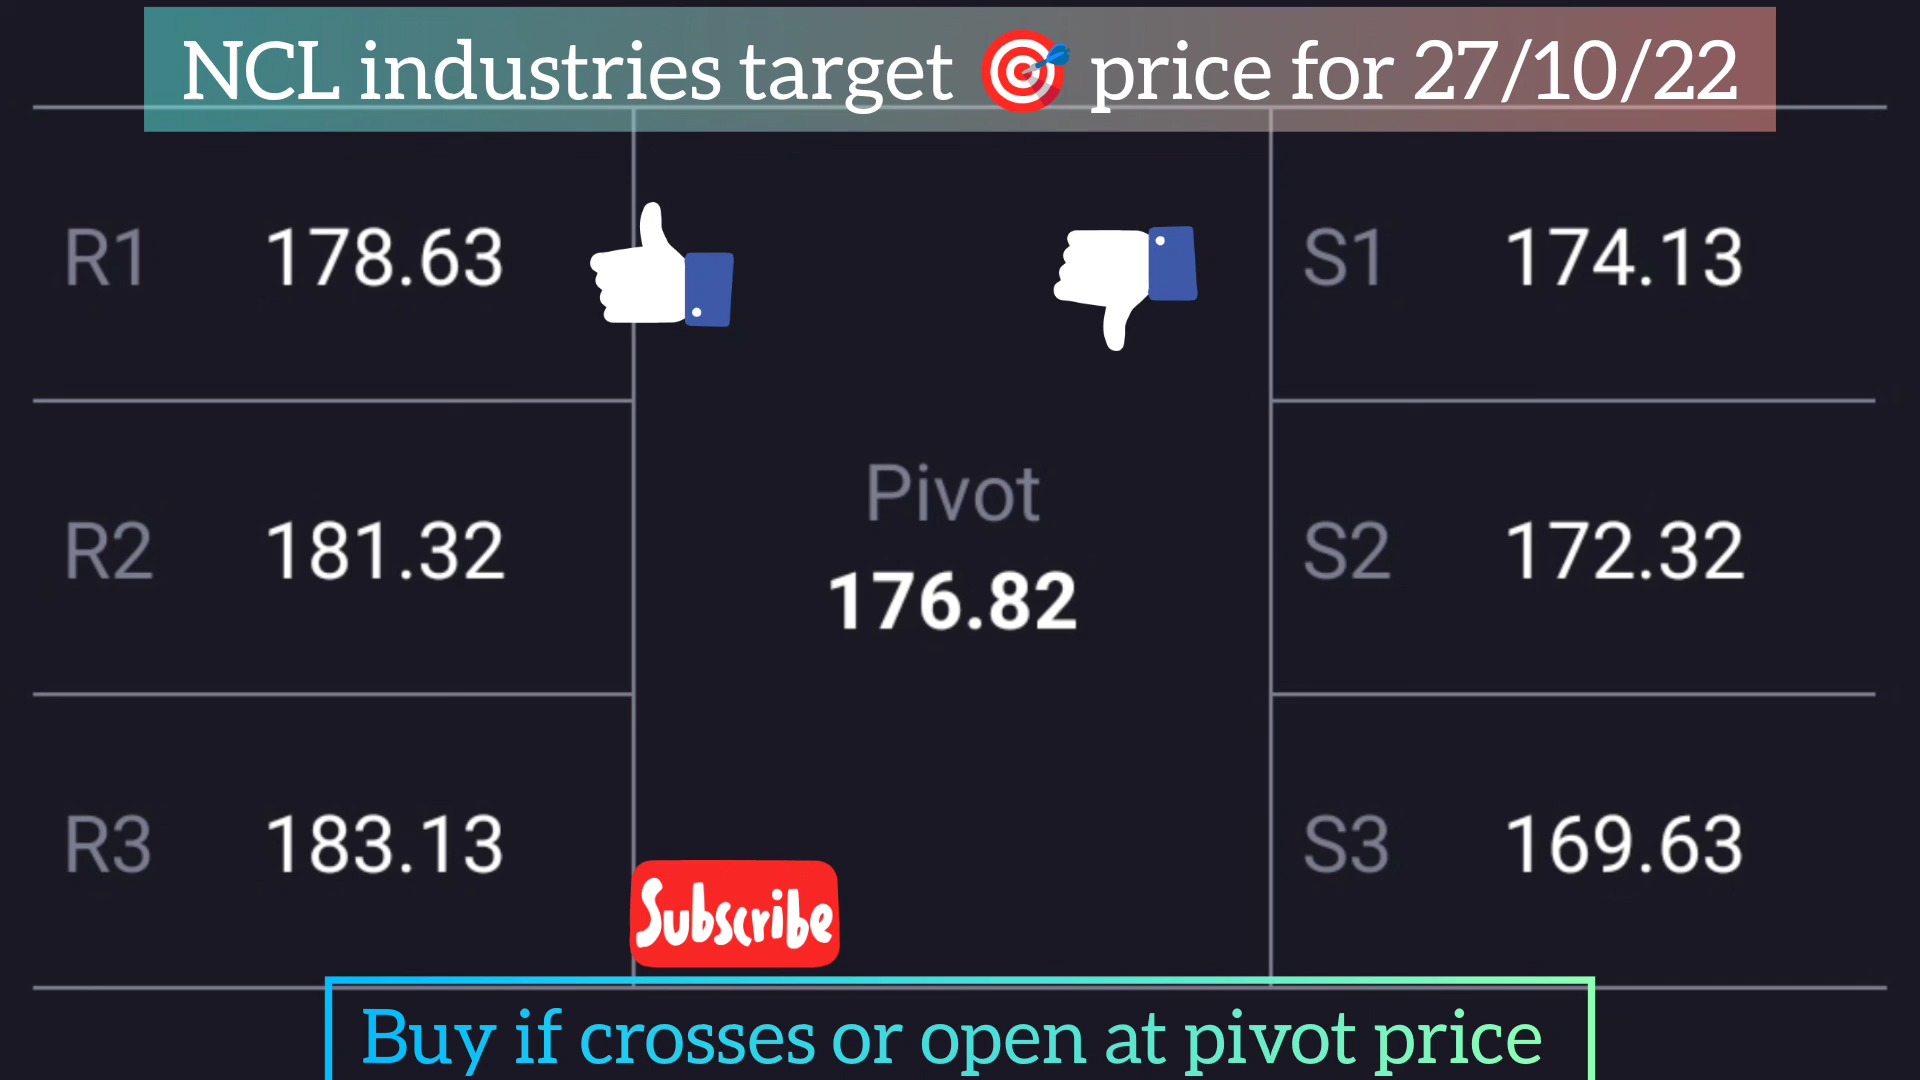 NCL industries target 🎯 price for 27/10/22
R1 178.63
S1 174.13
Pivot
176.82
R2 181.32
S2 172.32
R3 183.13
S3 169.63
Subscribe
Buy if crosses or open at pivot price